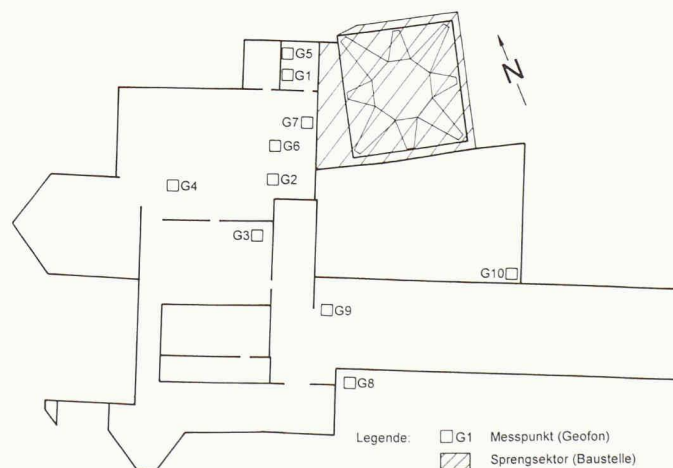 G5
G1
N
G7
G6
G4
G2
G3
G10
G9
G8
Legende: G1 Messpunkt (Geofon)
Sprengsektor (Baustelle)